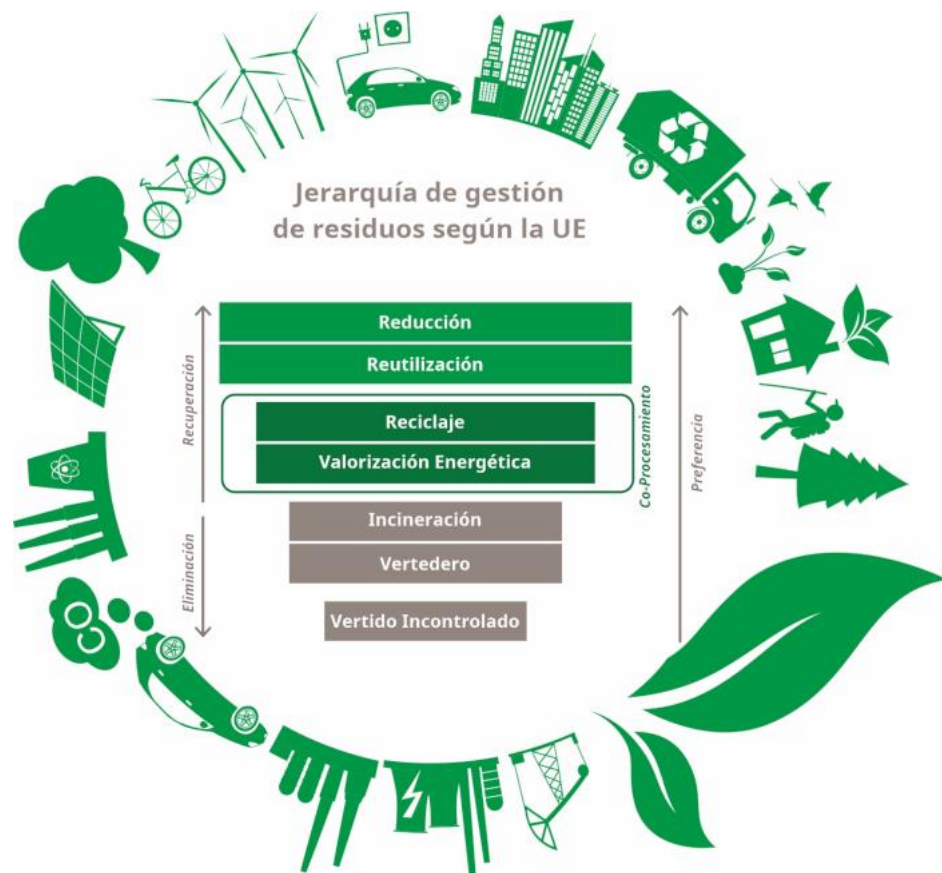 Jerarquía de gestión
de residuos según la UE
Reducción
Reutilización
Reciclaje
Valorización Energética
Incineración
Vertedero
Vertido Incontrolado
Recuperación
Eliminación
Co-Procesamiento
Preferencia
CO